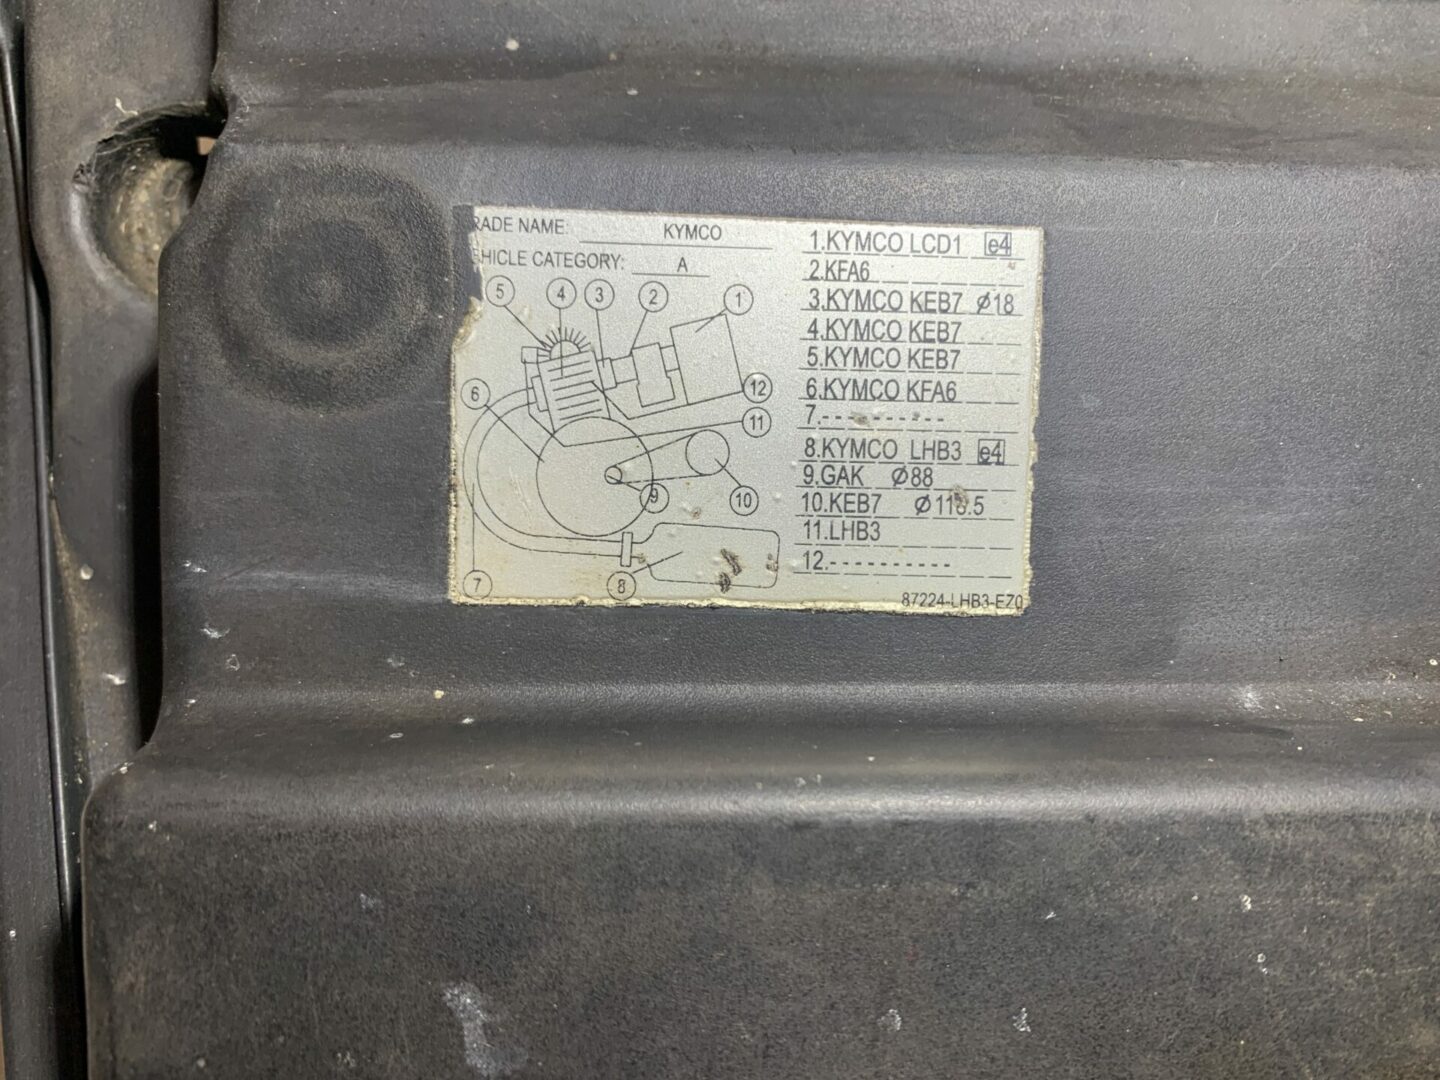 RADE NAME: KYMCO
HICLE CATEGORY: A
5 4 3 2 1
6
12
11
9 10
7 8
1.KYMCO LCD1 e4
2.KFA6
3.KYMCO KEB7 Ø18
4.KYMCO KEB7
5.KYMCO KEB7
6.KYMCO KFA6
7.----------
8.KYMCO LHB3 e4
9.GAK Ø88
10.KEB7
11.LHB3
12.----------
87224-LHB3-EZ0